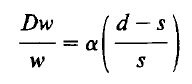 Dw/w = α((d − s)/s)